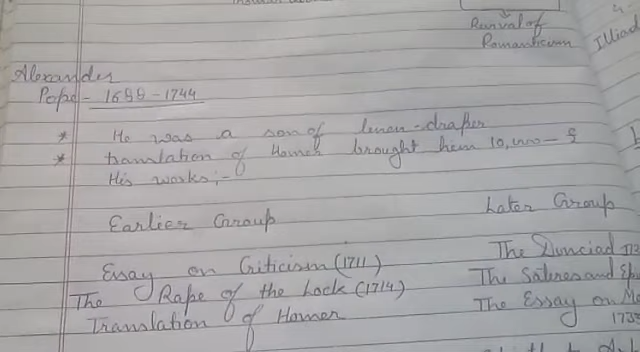 Revival of
Romanticism
Illiad
Alexander
Pope - 1688 - 1744
* He was a son of linen-draper
* translation of Homer brought him 10,000 - £
His works;-
Earlier Group
Later Group
Essay on Criticism (1711)
The Rape of the Lock (1714)
Translation of Homer
The Dunciad
The Satires and
The Essay on